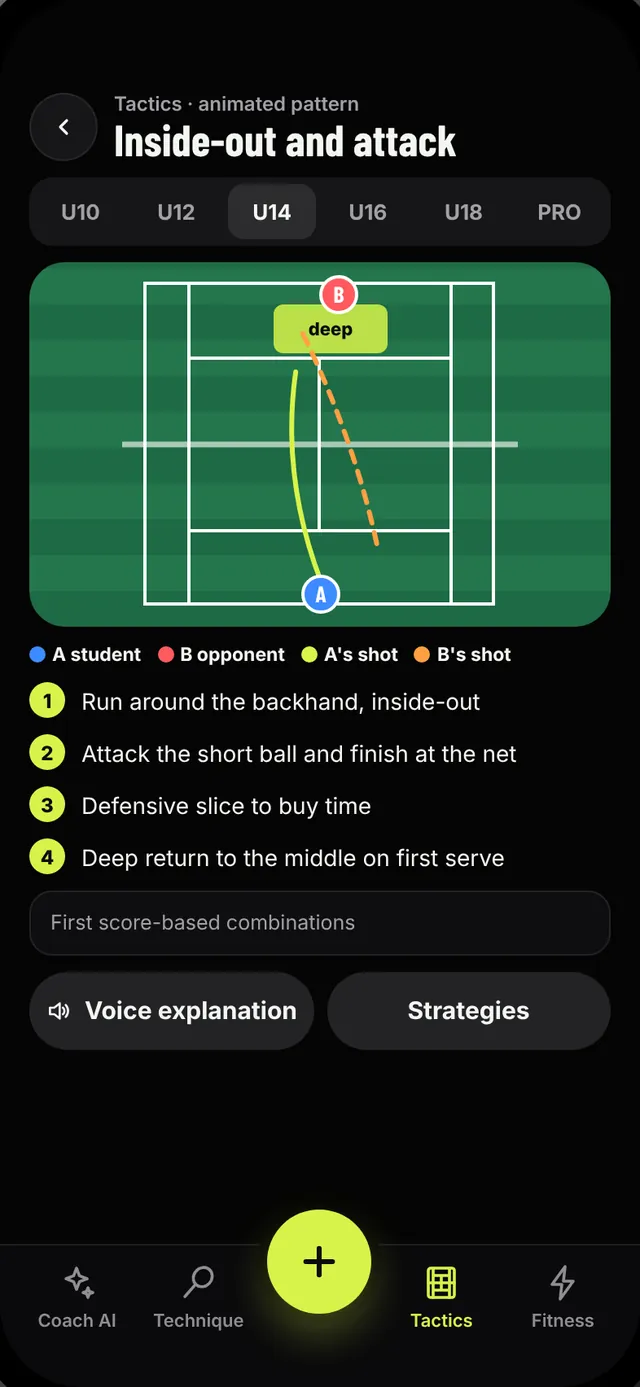 Tactics · animated pattern
Inside-out and attack
U10 U12 U14 U16 U18 PRO
B
deep
A
A student B opponent A's shot B's shot
1 Run around the backhand, inside-out
2 Attack the short ball and finish at the net
3 Defensive slice to buy time
4 Deep return to the middle on first serve
First score-based combinations
Voice explanation Strategies
Coach AI Technique Tactics Fitness